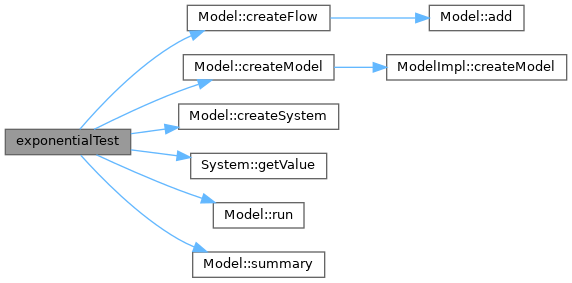 Model::createFlow
Model::add
Model::createModel
ModelImpl::createModel
Model::createSystem
exponentialTest
System::getValue
Model::run
Model::summary